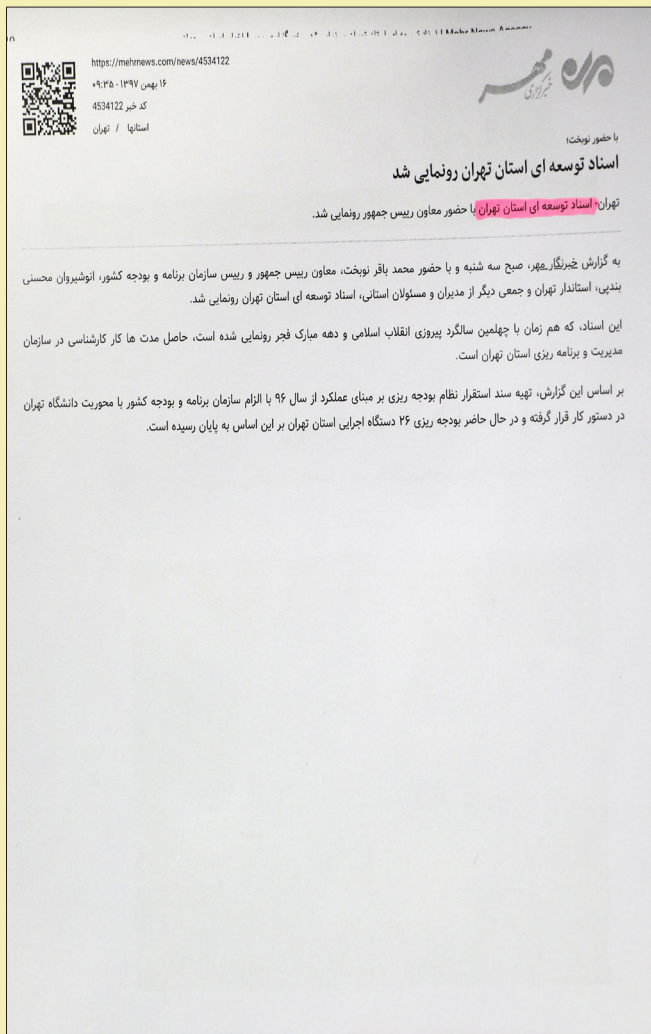 Mehr News Agency
https://mehrnews.com/news/4534122
۱۶ بهمن ۱۳۹۷ - ۰۹:۳۵
کد خبر 4534122
استانها / تهران
خبرگزاری مهر
با حضور نوبخت؛
اسناد توسعه ای استان تهران رونمایی شد
تهران- اسناد توسعه ای استان تهران با حضور معاون رییس جمهور رونمایی شد.
به گزارش خبرنگار مهر، صبح سه شنبه و با حضور محمد باقر نوبخت، معاون رییس جمهور و رییس سازمان برنامه و بودجه کشور، انوشیروان محسنی
بندپی، استاندار تهران و جمعی دیگر از مدیران و مسئولان استانی، اسناد توسعه ای استان تهران رونمایی شد.
این اسناد، که هم زمان با چهلمین سالگرد پیروزی انقلاب اسلامی و دهه مبارک فجر رونمایی شده است، حاصل مدت ها کار کارشناسی در سازمان
مدیریت و برنامه ریزی استان تهران است.
بر اساس این گزارش، تهیه سند استقرار نظام بودجه ریزی بر مبنای عملکرد از سال ۹۶ با الزام سازمان برنامه و بودجه کشور با محوریت دانشگاه تهران
در دستور کار قرار گرفته و در حال حاضر بودجه ریزی ۲۶ دستگاه اجرایی استان تهران بر این اساس به پایان رسیده است.